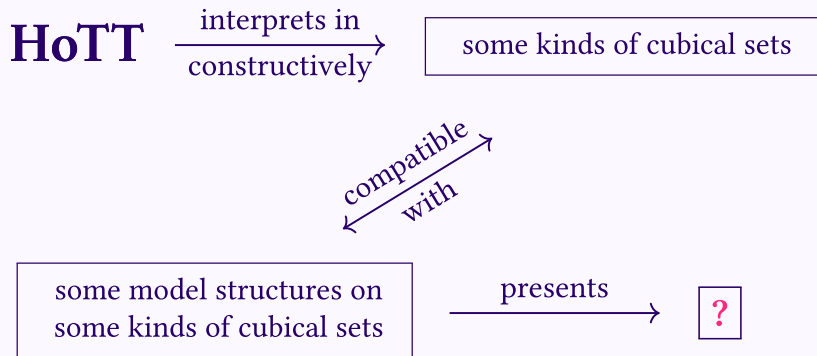 HoTT
interprets in
constructively
some kinds of cubical sets
compatible
with
some model structures on
some kinds of cubical sets
presents
?